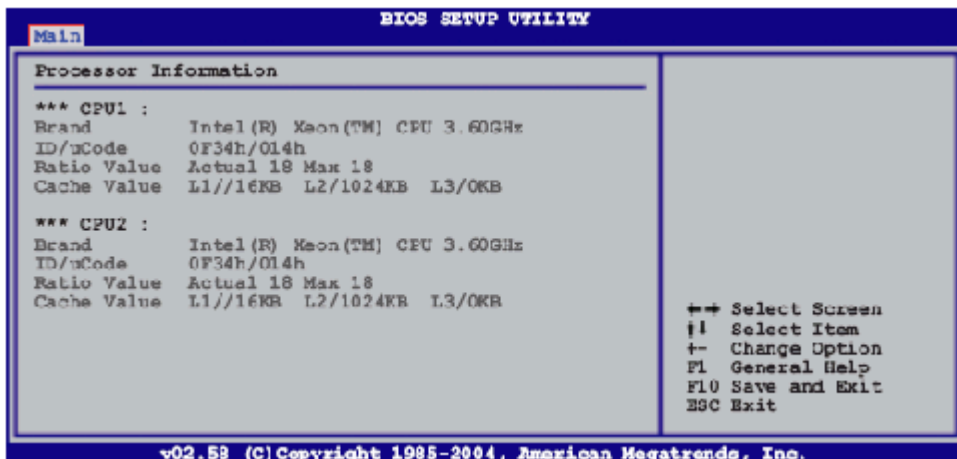 BIOS SETUP UTILITY
Main
Processor Information
*** CPU1 :
Brand Intel(R) Xeon(TM) CPU 3.60GHz
ID/uCode 0F34h/014h
Ratio Value Actual 18 Max 18
Cache Value L1//16KB L2/1024KB L3/0KB
*** CPU2 :
Brand Intel(R) Xeon(TM) CPU 3.60GHz
ID/uCode 0F34h/014h
Ratio Value Actual 18 Max 18
Cache Value L1//16KB L2/1024KB L3/0KB
←→ Select Screen
↑↓ Select Item
+- Change Option
F1 General Help
F10 Save and Exit
ESC Exit
v02.58 (C)Copyright 1985-2004, American Megatrends, Inc.